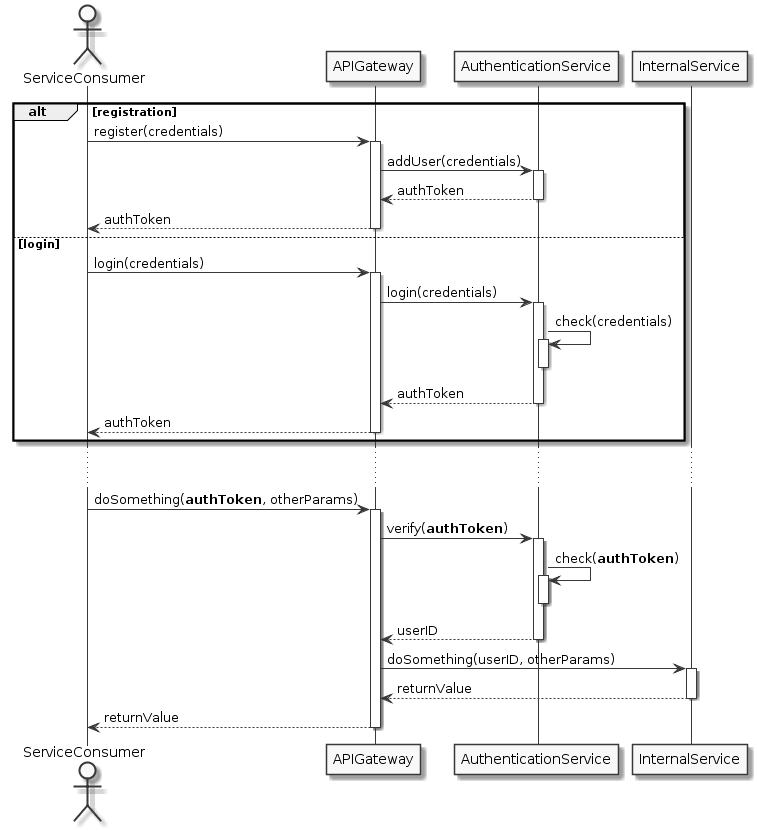 ServiceConsumer
APIGateway
AuthenticationService
InternalService
alt
[registration]
register(credentials)
addUser(credentials)
authToken
authToken
[login]
login(credentials)
login(credentials)
check(credentials)
authToken
authToken
doSomething(authToken, otherParams)
verify(authToken)
check(authToken)
userID
doSomething(userID, otherParams)
returnValue
returnValue
ServiceConsumer
APIGateway
AuthenticationService
InternalService